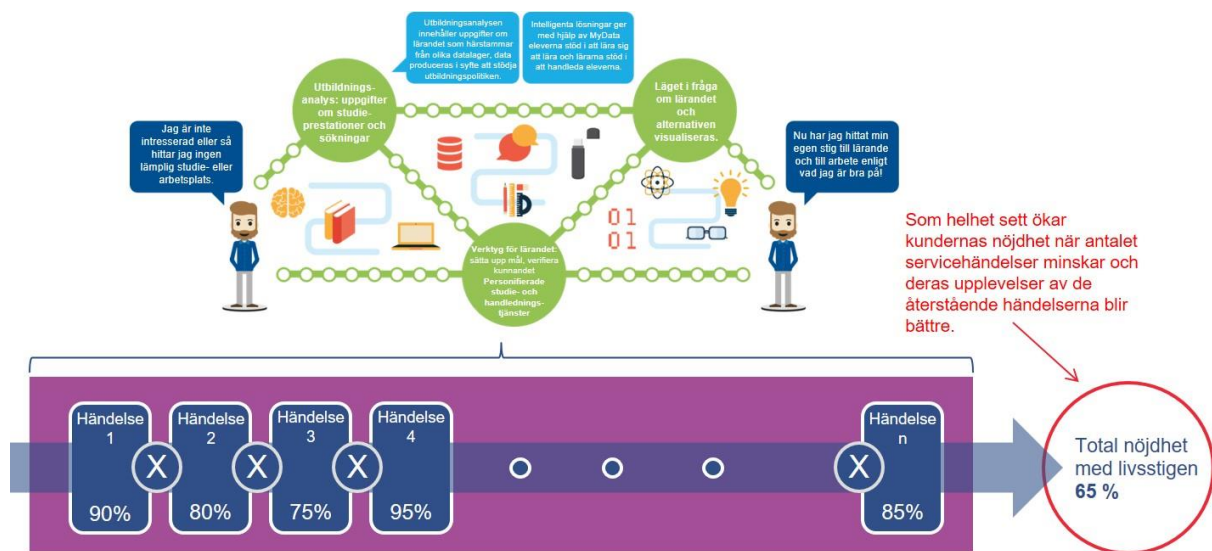 Utbildningsanalysen
innehåller uppgifter om
lärandet som härstammar
från olika datalager, data
produceras i syfte att stödja
utbildningspolitiken.
Intelligenta lösningar ger
med hjälp av MyData
eleverna stöd i att lära sig
att lära och lärarna stöd i
att handleda eleverna.
Utbildnings-
analys: uppgifter
om studie-
prestationer och
sökningar
Läget i fråga
om lärandet
och
alternativen
visualiseras.
Jag är inte
intresserad eller så
hittar jag ingen
lämplig studie- eller
arbetsplats.
Nu har jag hittat min
egen stig till lärande
och till arbete enligt
vad jag är bra på!
01
01
Verktyg för lärandet:
sätta upp mål, verifiera
kunnandet
Personifierade
studie- och
handlednings-
tjänster
Som helhet sett ökar
kundernas nöjdhet när antalet
servicehändelser minskar och
deras upplevelser av de
återstående händelserna blir
bättre.
Händelse
1
90%
X
Händelse
2
80%
X
Händelse
3
75%
X
Händelse
4
95%
X
Händelse
n
85%
Total nöjdhet
med livsstigen
65 %